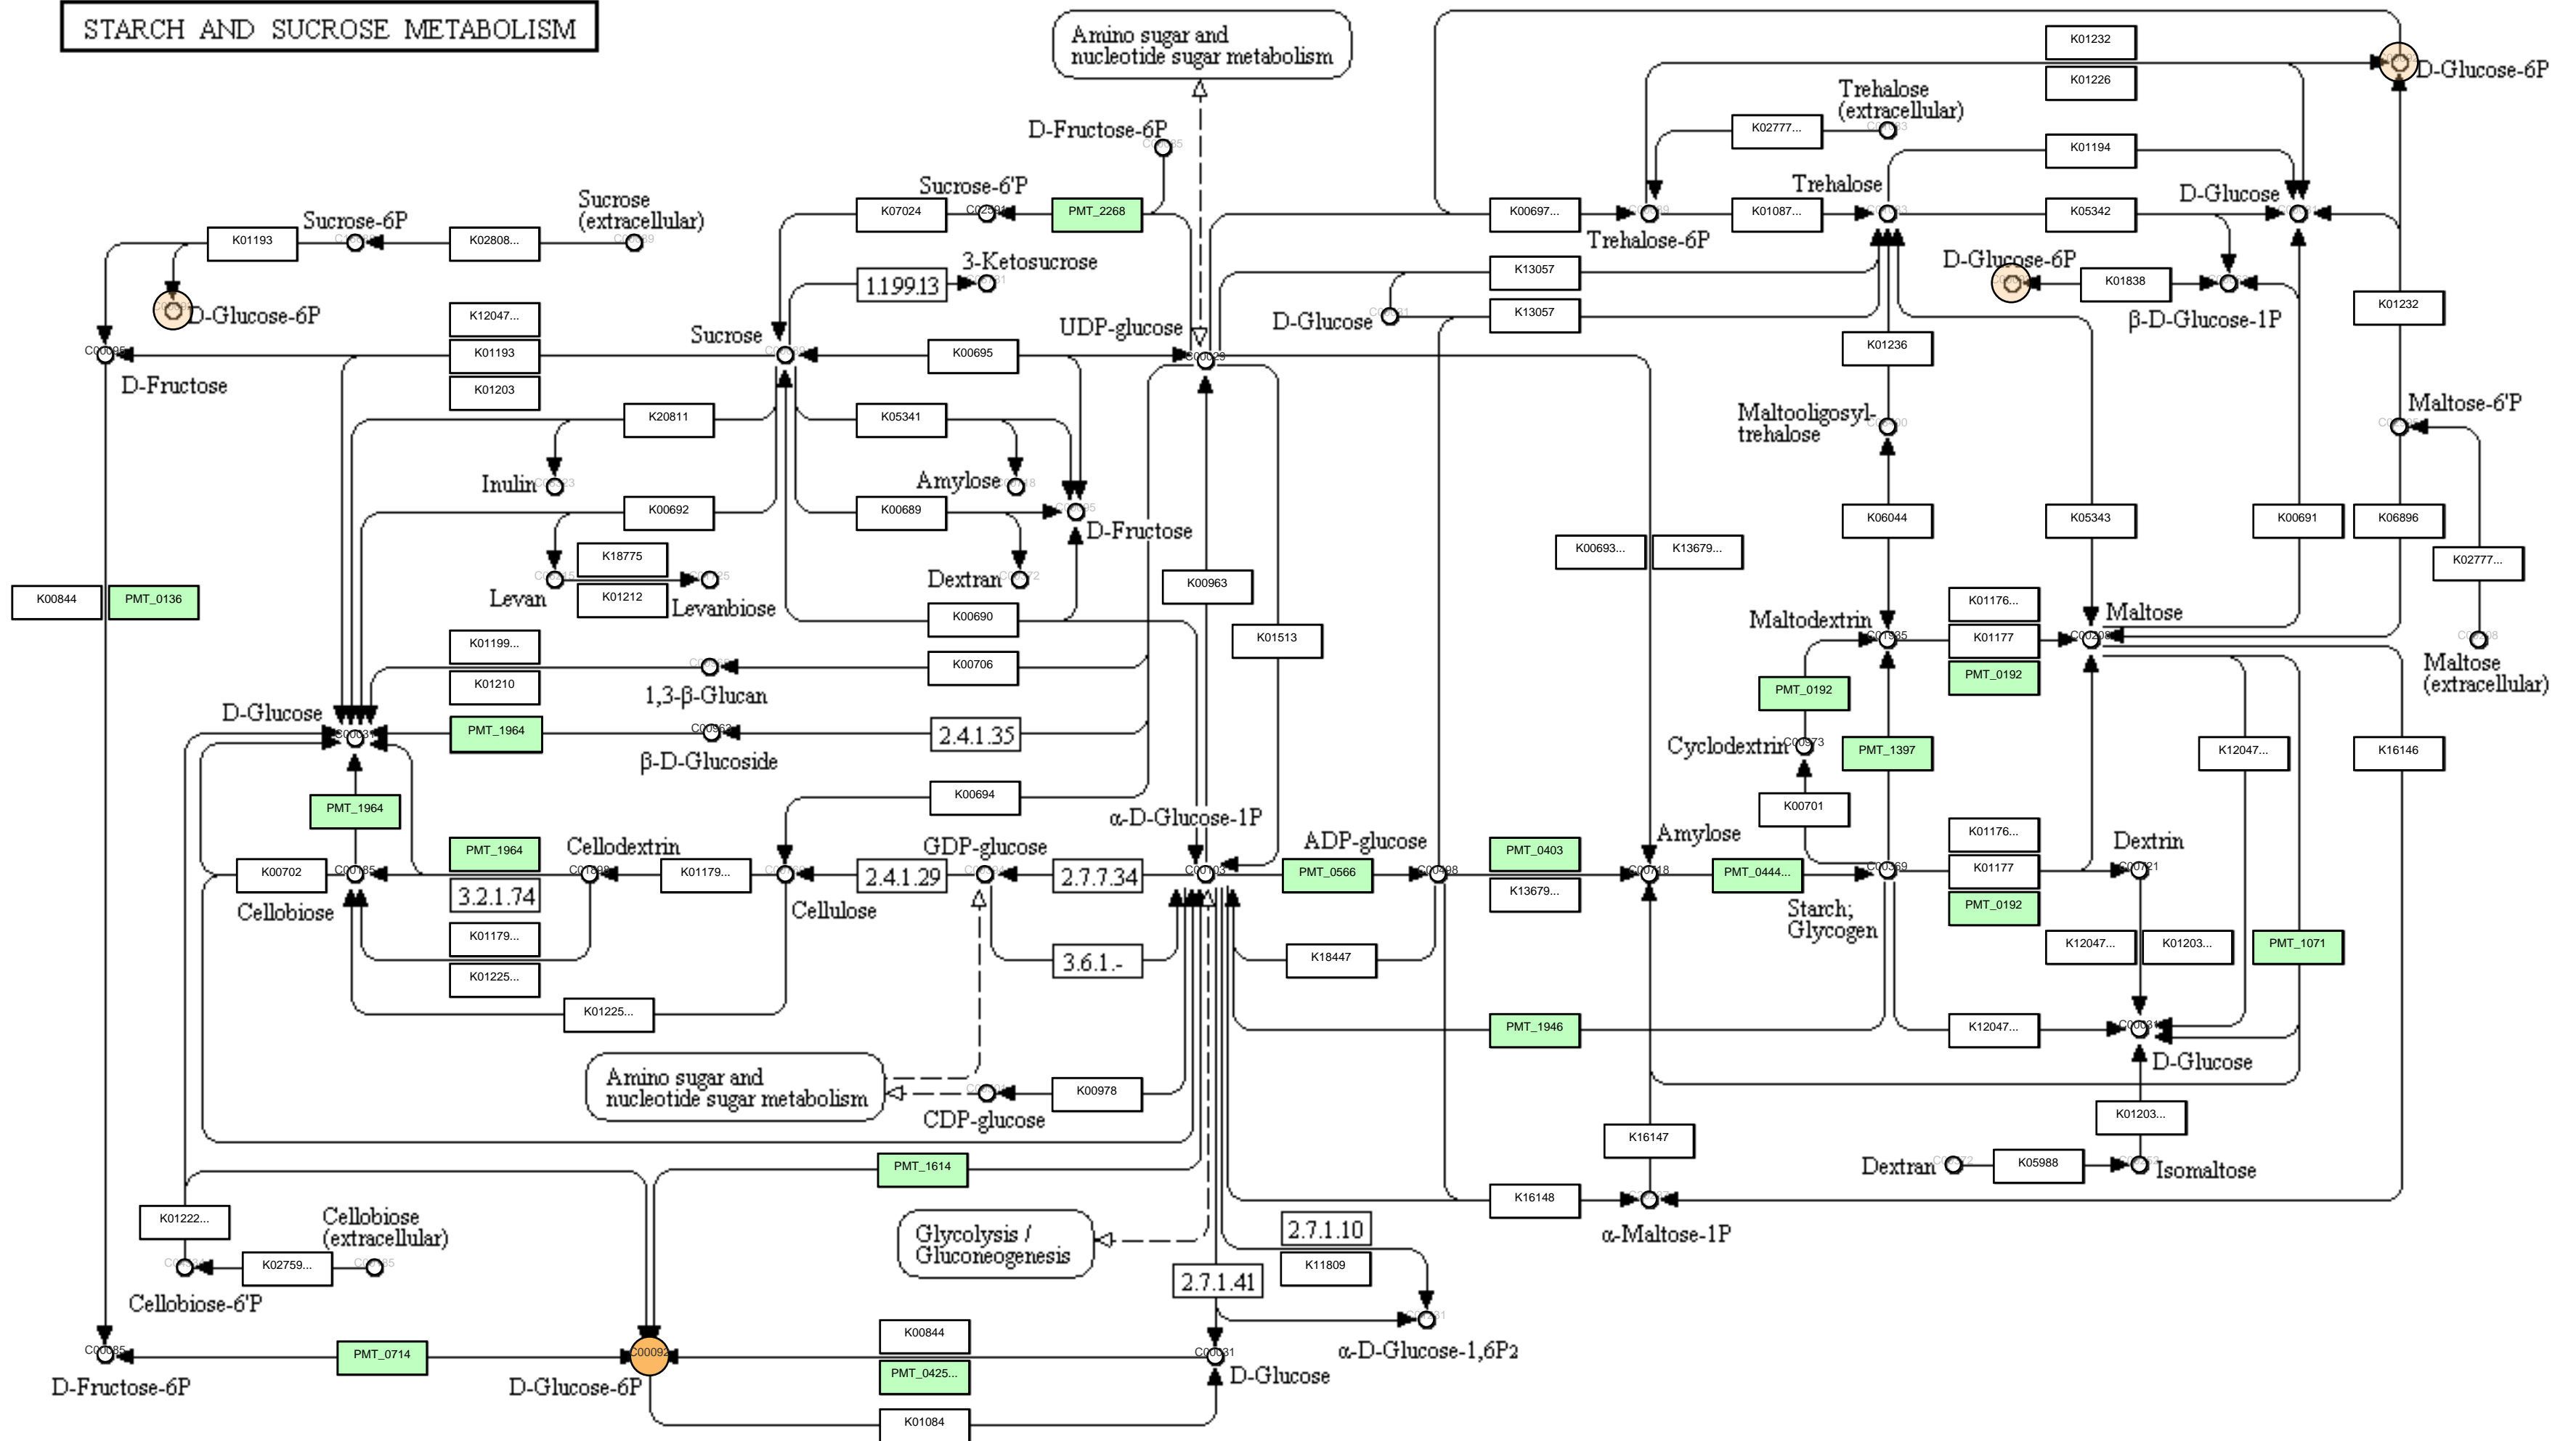 STARCH AND SUCROSE METABOLISM
Amino sugar and
nucleotide sugar metabolism
K01232
D-Glucose-6P
K01226
Trehalose
(extracellular)
D-Fructose-6P
K02777...
K01194
Sucrose-6'P
Trehalose
D-Glucose
Sucrose
(extracellular)
Sucrose-6P
K07024
PMT_2268
K00697...
K01087...
K05342
Trehalose-6P
K01193
K02808...
3-Ketosucrose
D-Glucose-6P
K13057
1.1.99.13
K01838
D-Glucose-6P
K12047...
D-Glucose
K13057
β-D-Glucose-1P
K01232
Sucrose
UDP-glucose
K01193
K00695
K01236
D-Fructose
K01203
Maltose-6'P
K20811
K05341
Maltooligosyl-
trehalose
Inulin
Amylose
K00692
K00689
D-Fructose
K06044
K05343
K00691
K06896
K18775
K00693...
K13679...
K02777...
Levan
K01212
Levanbiose
Dextran
K00963
K00844
PMT_0136
K00690
K01176...
Maltose
Maltodextrin
K01199...
K01513
K01177
K00706
Maltose
(extracellular)
K01210
1,3-β-Glucan
PMT_0192
PMT_0192
D-Glucose
PMT_1964
2.4.1.35
β-D-Glucoside
Cyclodextrin
C00973
PMT_1397
K12047...
K16146
PMT_1964
K00694
K00701
α-D-Glucose-1P
PMT_1964
Cellodextrin
GDP-glucose
ADP-glucose
PMT_0403
Amylose
K01176...
Dextrin
K00702
K01179...
2.4.1.29
2.7.7.34
PMT_0566
PMT_0444...
K01177
3.2.1.74
K13679...
Cellobiose
Cellulose
Starch;
Glycogen
PMT_0192
K01179...
3.6.1.-
K18447
K12047...
K01203...
PMT_1071
K01225...
K01225...
PMT_1946
K12047...
D-Glucose
Amino sugar and
nucleotide sugar metabolism
K00978
CDP-glucose
K01203...
K16147
PMT_1614
Dextran
K05988
Isomaltose
K16148
K01222...
Cellobiose
(extracellular)
Glycolysis /
Gluconeogenesis
2.7.1.10
α-Maltose-1P
K02759...
K11809
2.7.1.41
Cellobiose-6'P
K00844
α-D-Glucose-1,6P2
C00085
PMT_0714
C00092
C00031
PMT_0425...
D-Fructose-6P
D-Glucose-6P
D-Glucose
K01084